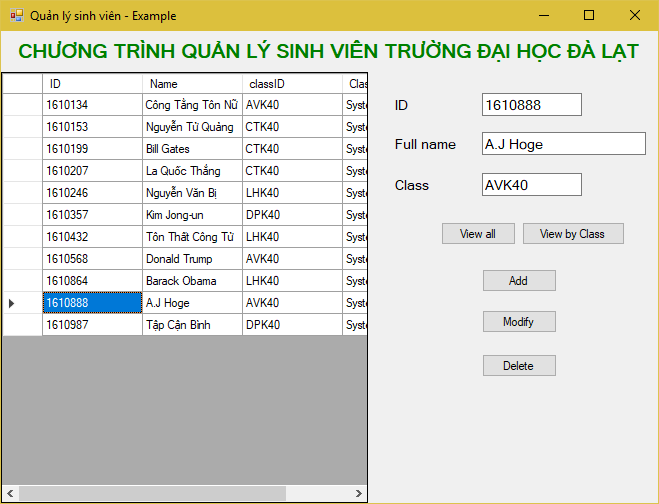 Quản lý sinh viên - Example
CHƯƠNG TRÌNH QUẢN LÝ SINH VIÊN TRƯỜNG ĐẠI HỌC ĐÀ LẠT
ID Name classID Clas
1610134 Công Tằng Tôn Nữ AVK40 Syste
1610153 Nguyễn Tử Quảng CTK40 Syste
1610199 Bill Gates CTK40 Syste
1610207 La Quốc Thắng CTK40 Syste
1610246 Nguyễn Văn Bị LHK40 Syste
1610357 Kim Jong-un DPK40 Syste
1610432 Tôn Thất Công Tử LHK40 Syste
1610568 Donald Trump AVK40 Syste
1610864 Barack Obama LHK40 Syste
1610888 A.J Hoge AVK40 Syste
1610987 Tập Cận Bình DPK40 Syste
ID 1610888
Full name A.J Hoge
Class AVK40
View all View by Class
Add
Modify
Delete